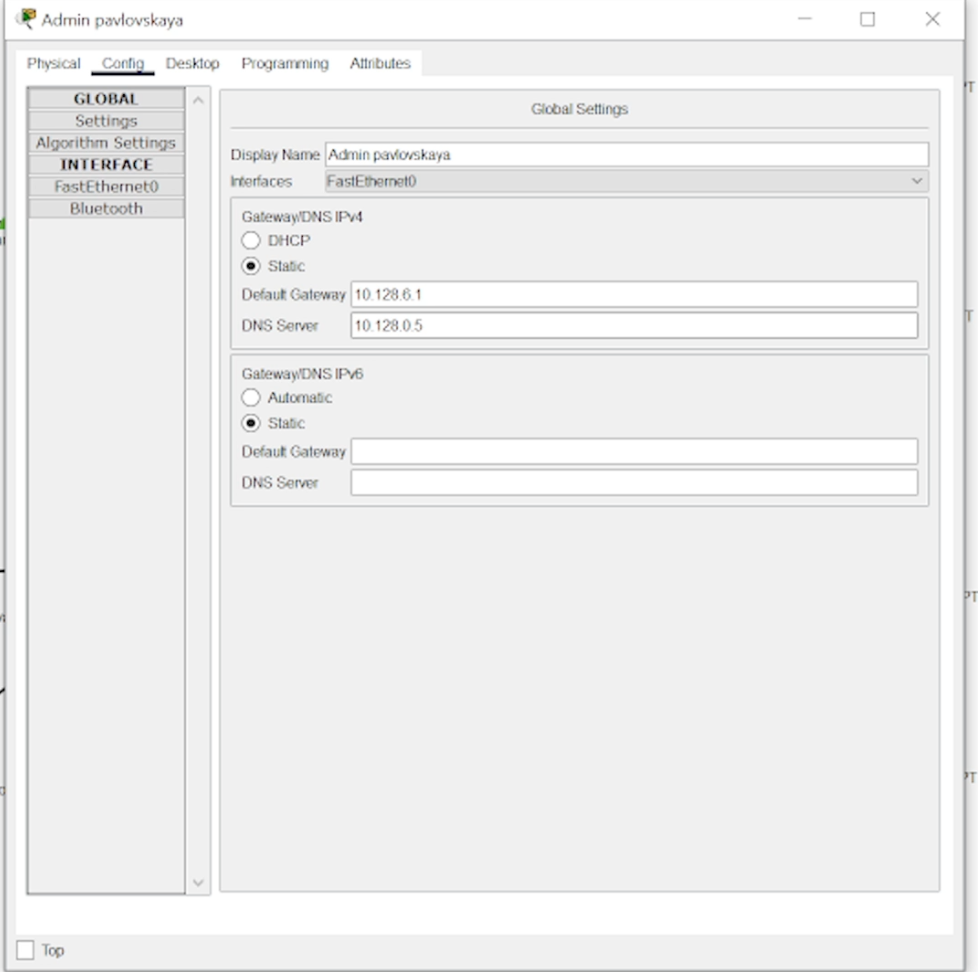 Admin pavlovskaya
Physical Config Desktop Programming Attributes
GLOBAL
Settings
Algorithm Settings
INTERFACE
FastEthernet0
Bluetooth
Global Settings
Display Name Admin pavlovskaya
Interfaces FastEthernet0
Gateway/DNS IPv4
DHCP
Static
Default Gateway 10.128.6.1
DNS Server 10.128.0.5
Gateway/DNS IPv6
Automatic
Static
Default Gateway
DNS Server
Top
PT
PT